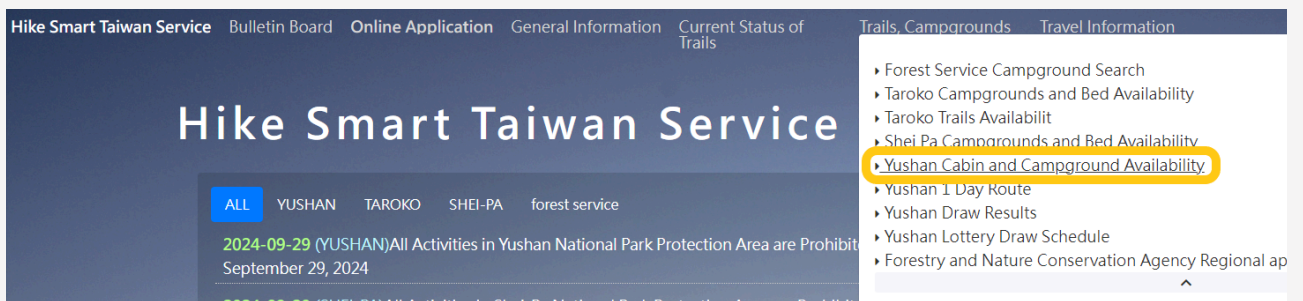 Hike Smart Taiwan Service Bulletin Board Online Application General Information Current Status of Trails Trails, Campgrounds Travel Information
Forest Service Campground Search
Taroko Campgrounds and Bed Availability
Taroko Trails Availabilit
Shei Pa Campgrounds and Bed Availability
Yushan Cabin and Campground Availability
Yushan 1 Day Route
Yushan Draw Results
Yushan Lottery Draw Schedule
Forestry and Nature Conservation Agency Regional ap
Hike Smart Taiwan Service
ALL YUSHAN TAROKO SHEI-PA forest service
2024-09-29 (YUSHAN)All Activities in Yushan National Park Protection Area are Prohibit
September 29, 2024